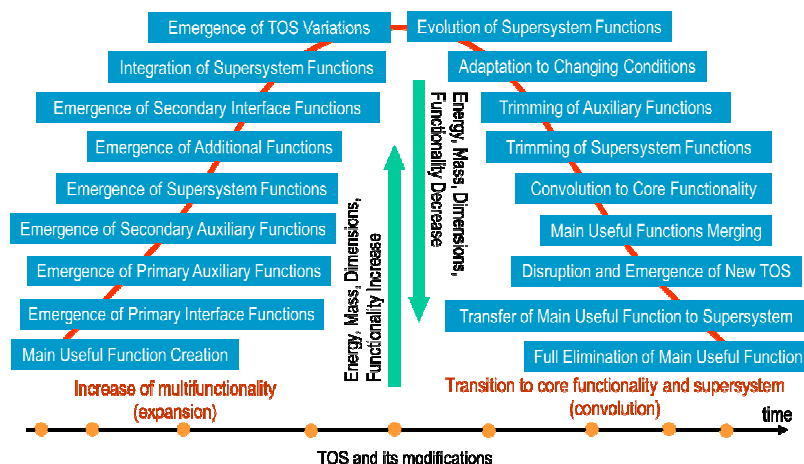 Emergence of TOS Variations
Evolution of Supersystem Functions
Integration of Supersystem Functions
Adaptation to Changing Conditions
Emergence of Secondary Interface Functions
Trimming of Auxiliary Functions
Emergence of Additional Functions
Trimming of Supersystem Functions
Emergence of Supersystem Functions
Convolution to Core Functionality
Emergence of Secondary Auxiliary Functions
Main Useful Functions Merging
Emergence of Primary Auxiliary Functions
Disruption and Emergence of New TOS
Emergence of Primary Interface Functions
Transfer of Main Useful Function to Supersystem
Main Useful Function Creation
Full Elimination of Main Useful Function
Energy, Mass, Dimensions,
Functionality Increase
Energy, Mass, Dimensions,
Functionality Decrease
Increase of multifunctionality
(expansion)
Transition to core functionality and supersystem
(convolution)
time
TOS and its modifications